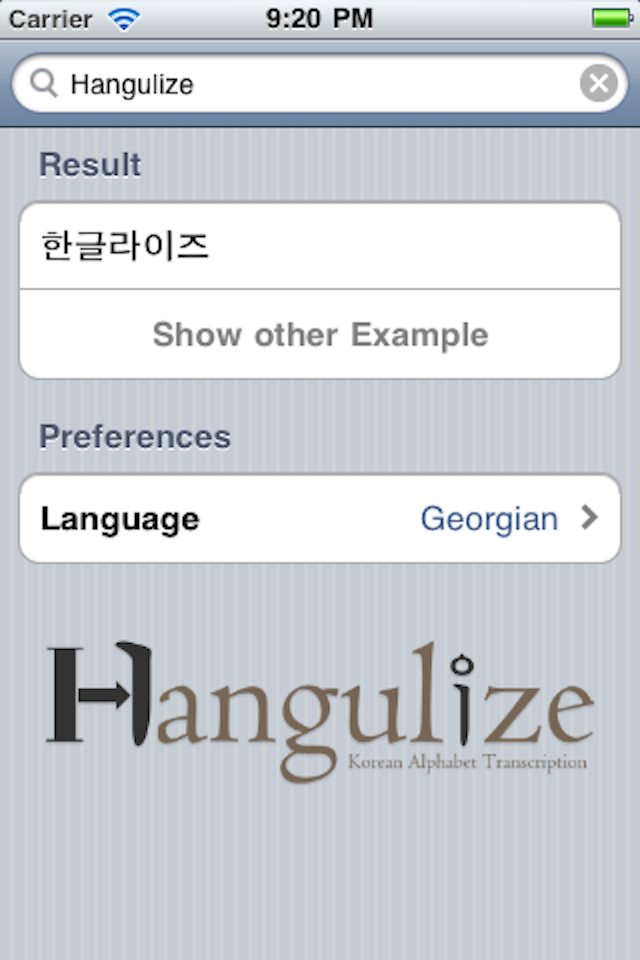 Carrier 9:20 PM
Hangulize
Result
한글라이즈
Show other Example
Preferences
Language Georgian
Hangulize
Korean Alphabet Transcription